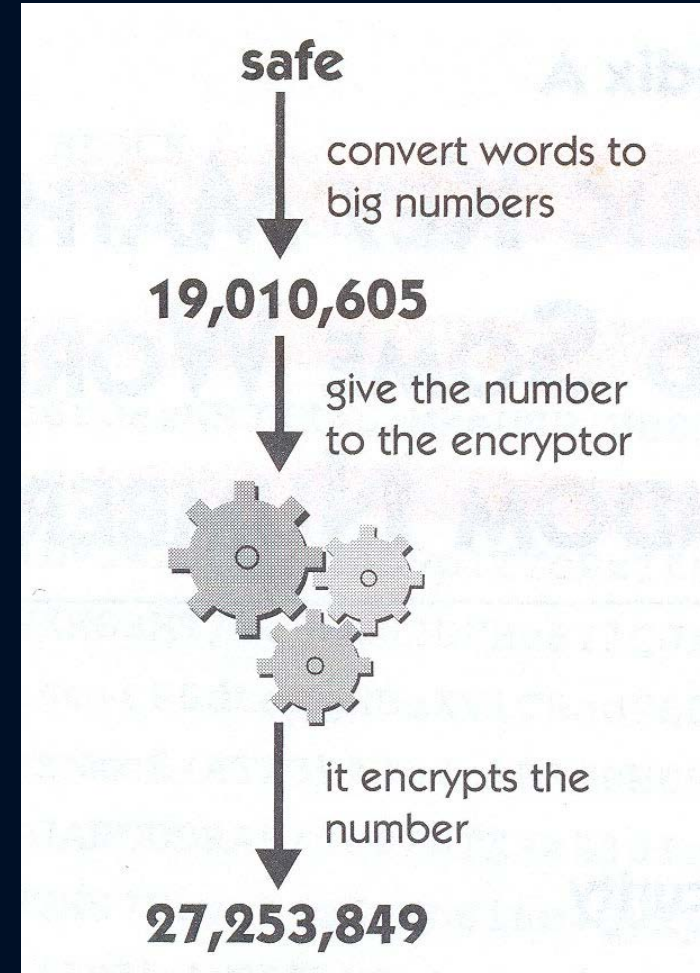 safe
convert words to
big numbers
19,010,605
give the number
to the encryptor
it encrypts the
number
27,253,849